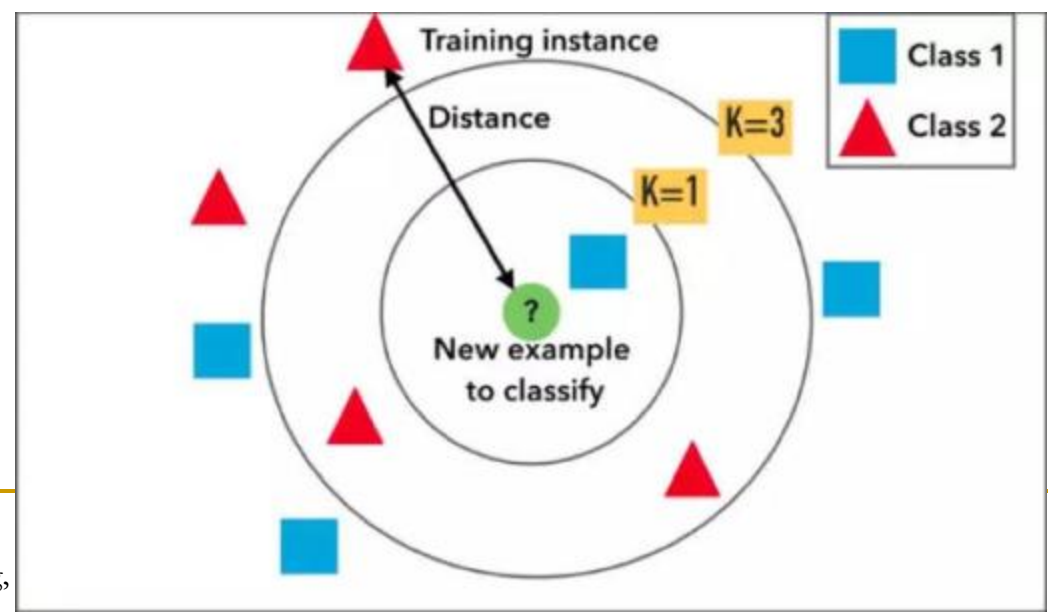 Training instance
Class 1
Distance
K=3
Class 2
K=1
?
New example
to classify